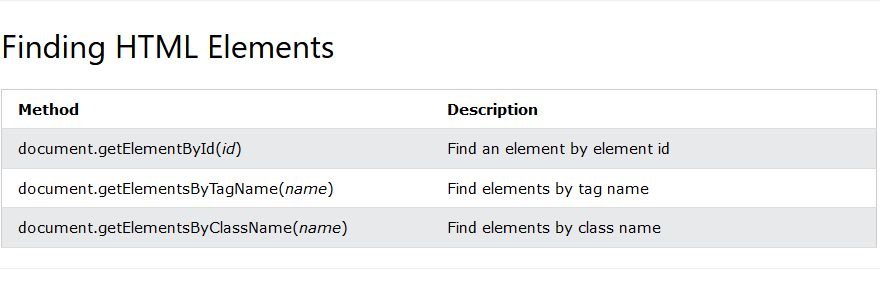 Finding HTML Elements
Method Description
document.getElementById(id) Find an element by element id
document.getElementsByTagName(name) Find elements by tag name
document.getElementsByClassName(name) Find elements by class name